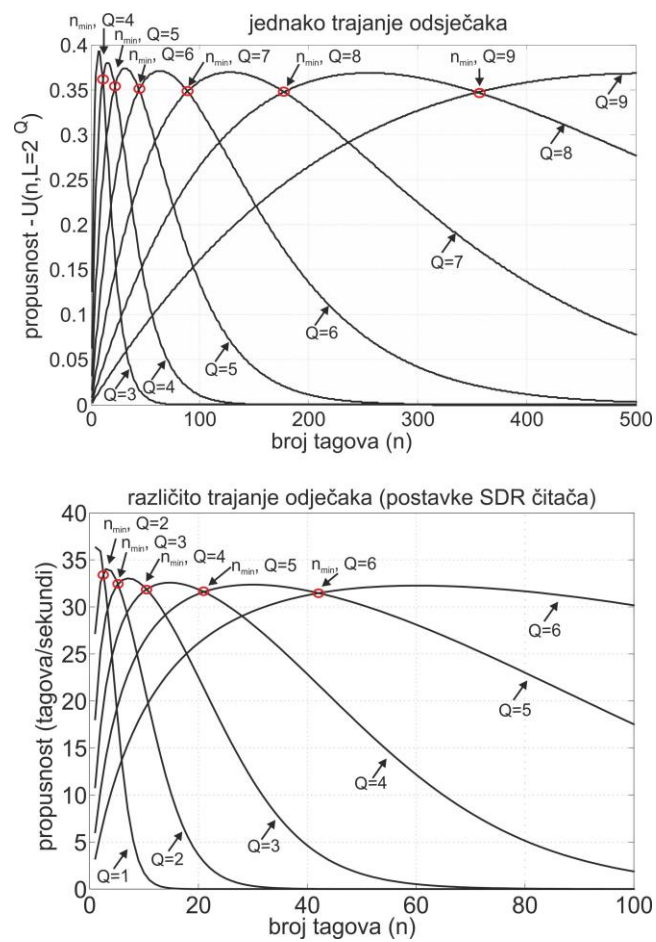 jednako trajanje odsječaka
n_min, Q=4
n_min, Q=5
n_min, Q=6
n_min, Q=7
n_min, Q=8
n_min, Q=9
0.4
0.35
0.3
0.25
0.2
0.15
0.1
0.05
0
propusnost -U(n,L=2^Q)
Q=9
Q=8
Q=7
Q=6
Q=5
Q=4
Q=3
0 100 200 300 400 500
broj tagova (n)
različito trajanje odječaka (postavke SDR čitača)
n_min, Q=2
n_min, Q=3
n_min, Q=4
n_min, Q=5
n_min, Q=6
40
35
30
25
20
15
10
5
0
propusnost (tagova/sekundi)
Q=6
Q=5
Q=4
Q=3
Q=2
Q=1
0 20 40 60 80 100
broj tagova (n)